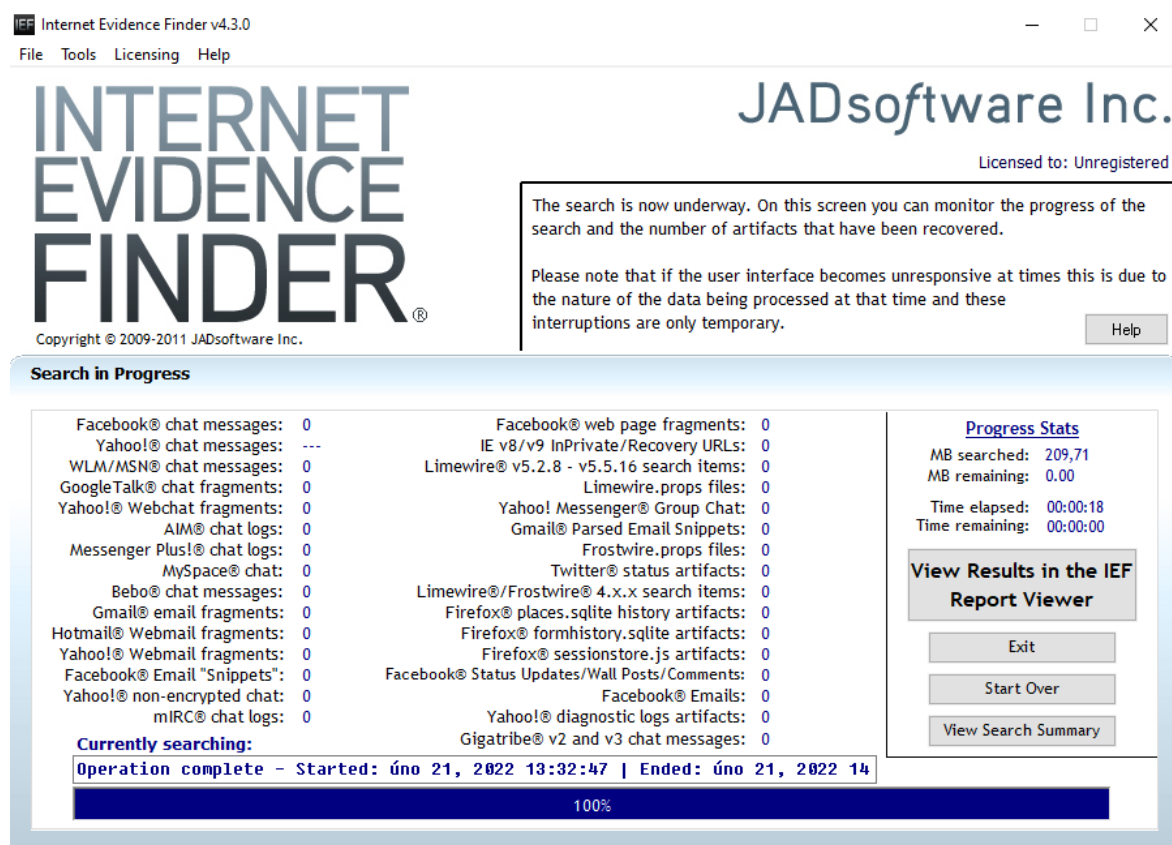 IEF Internet Evidence Finder v4.3.0
File Tools Licensing Help
INTERNET
EVIDENCE
FINDER®
Copyright © 2009-2011 JADsoftware Inc.
JADsoftware Inc.
Licensed to: Unregistered
The search is now underway. On this screen you can monitor the progress of the
search and the number of artifacts that have been recovered.
Please note that if the user interface becomes unresponsive at times this is due to
the nature of the data being processed at that time and these
interruptions are only temporary.
Help
Search in Progress
Facebook® chat messages: 0
Yahoo!® chat messages: ---
WLM/MSN® chat messages: 0
GoogleTalk® chat fragments: 0
Yahoo!® Webchat fragments: 0
AIM® chat logs: 0
Messenger Plus!® chat logs: 0
MySpace® chat: 0
Bebo® chat messages: 0
Gmail® email fragments: 0
Hotmail® Webmail fragments: 0
Yahoo!® Webmail fragments: 0
Facebook® Email "Snippets": 0
Yahoo!® non-encrypted chat: 0
mIRC® chat logs: 0
Facebook® web page fragments: 0
IE v8/v9 InPrivate/Recovery URLs: 0
Limewire® v5.2.8 - v5.5.16 search items: 0
Limewire.props files: 0
Yahoo! Messenger® Group Chat: 0
Gmail® Parsed Email Snippets: 0
Frostwire.props files: 0
Twitter® status artifacts: 0
Limewire®/Frostwire® 4.x.x search items: 0
Firefox® places.sqlite history artifacts: 0
Firefox® formhistory.sqlite artifacts: 0
Firefox® sessionstore.js artifacts: 0
Facebook® Status Updates/Wall Posts/Comments: 0
Facebook® Emails: 0
Yahoo!® diagnostic logs artifacts: 0
Gigatribe® v2 and v3 chat messages: 0
Progress Stats
MB searched: 209,71
MB remaining: 0.00
Time elapsed: 00:00:18
Time remaining: 00:00:00
View Results in the IEF
Report Viewer
Exit
Start Over
View Search Summary
Currently searching:
Operation complete - Started: úno 21, 2022 13:32:47 | Ended: úno 21, 2022 14
100%